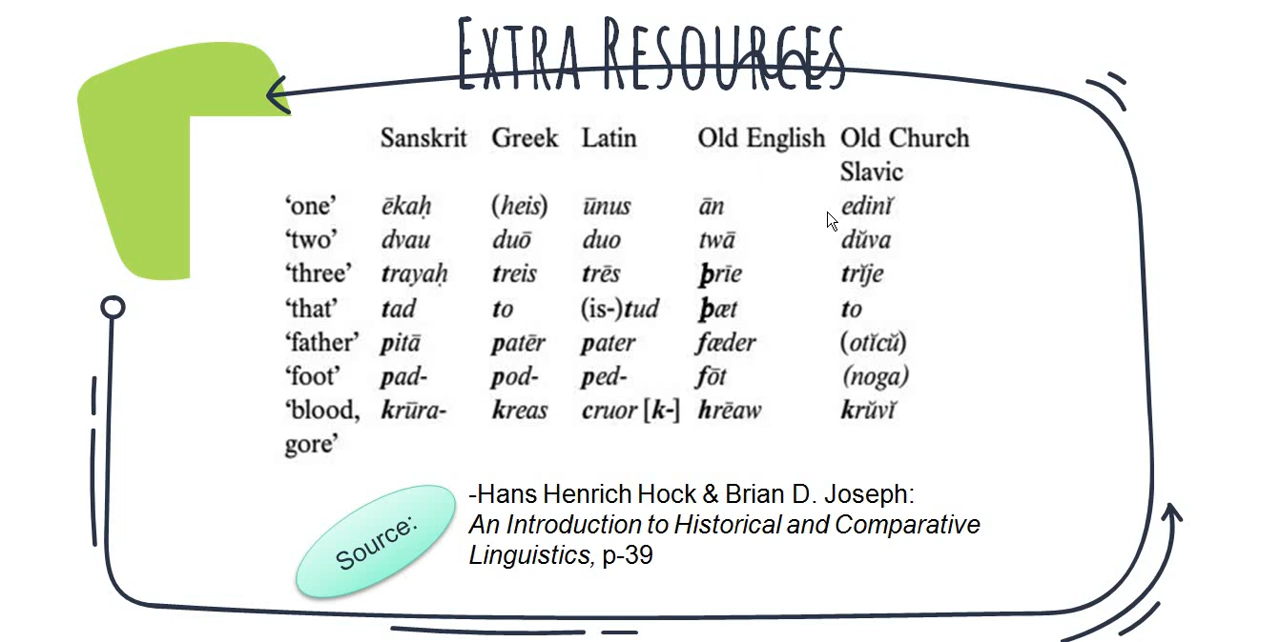 EXTRA RESOURCES
Sanskrit Greek Latin Old English Old Church
Slavic
‘one’ ēkaḥ (heis) ūnus ān edinĭ
‘two’ dvau duō duo twā dŭva
‘three’ trayaḥ treis trēs þrīe trĭje
‘that’ tad to (is-)tud þæt to
‘father’ pitā patēr pater fæder (otĭcŭ)
‘foot’ pad- pod- ped- fōt (noga)
‘blood, krūra- kreas cruor [k-] hrēaw krŭvĭ
gore’
Source:
-Hans Henrich Hock & Brian D. Joseph:
An Introduction to Historical and Comparative
Linguistics, p-39